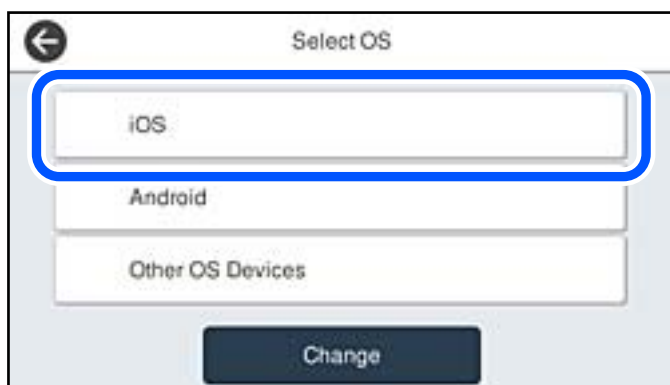 Select OS
iOS
Android
Other OS Devices
Change